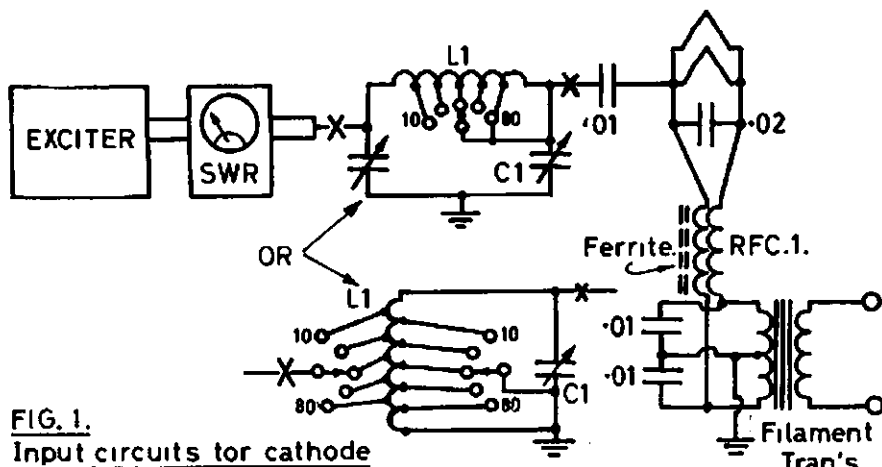 L1
10
80
·01
·02
EXCITER
SWR
C1
OR
Ferrite
RFC.1.
L1
10
10
80
80
C1
·01
·01
FIG. 1.
Input circuits for cathode
Filament
Tran's